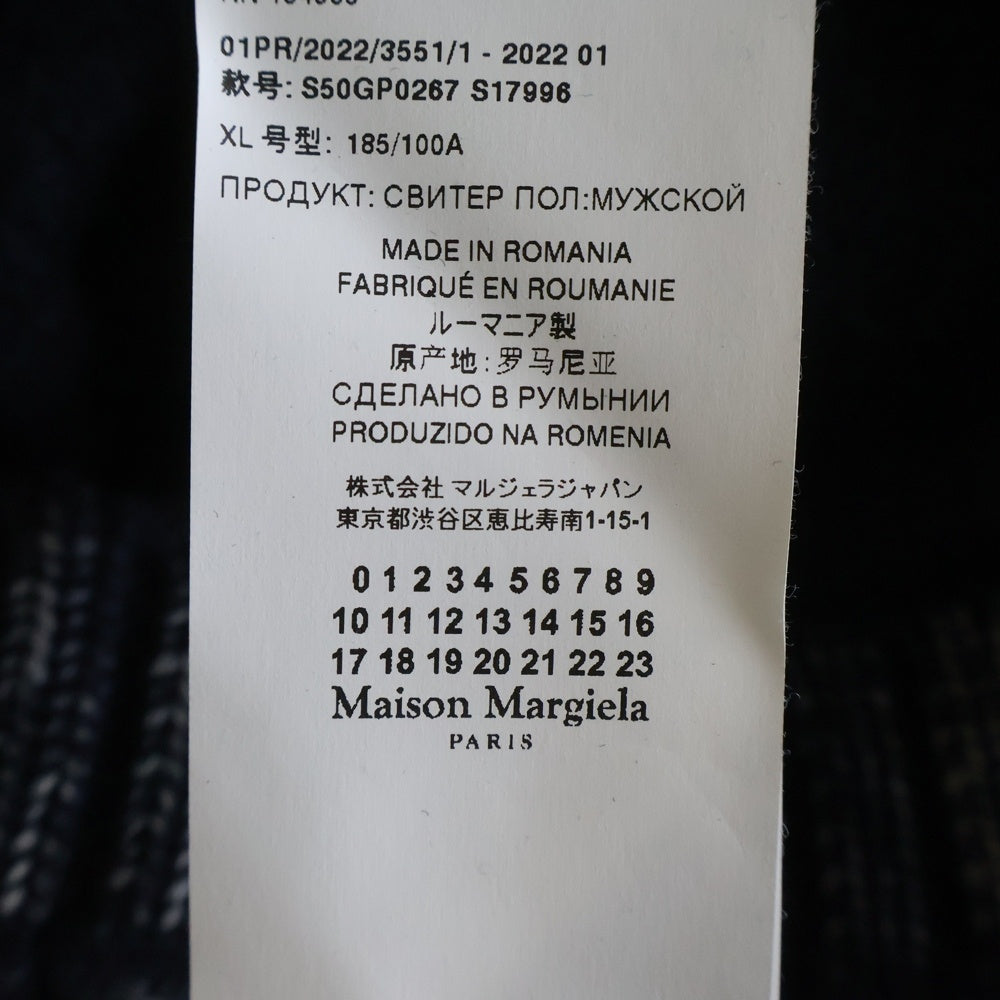 01PR/2022/3551/1 - 2022 01
款号: S50GP0267 S17996
XL 号型: 185/100A
ПРОДУКТ: СВИТЕР ПОЛ:МУЖСКОЙ
MADE IN ROMANIA
FABRIQUÉ EN ROUMANIE
ルーマニア製
原产地: 罗马尼亚
СДЕЛАНО В РУМЫНИИ
PRODUZIDO NA ROMENIA
株式会社 マルジェラジャパン
東京都渋谷区恵比寿南1-15-1
0 1 2 3 4 5 6 7 8 9
10 11 12 13 14 15 16
17 18 19 20 21 22 23
Maison Margiela
PARIS